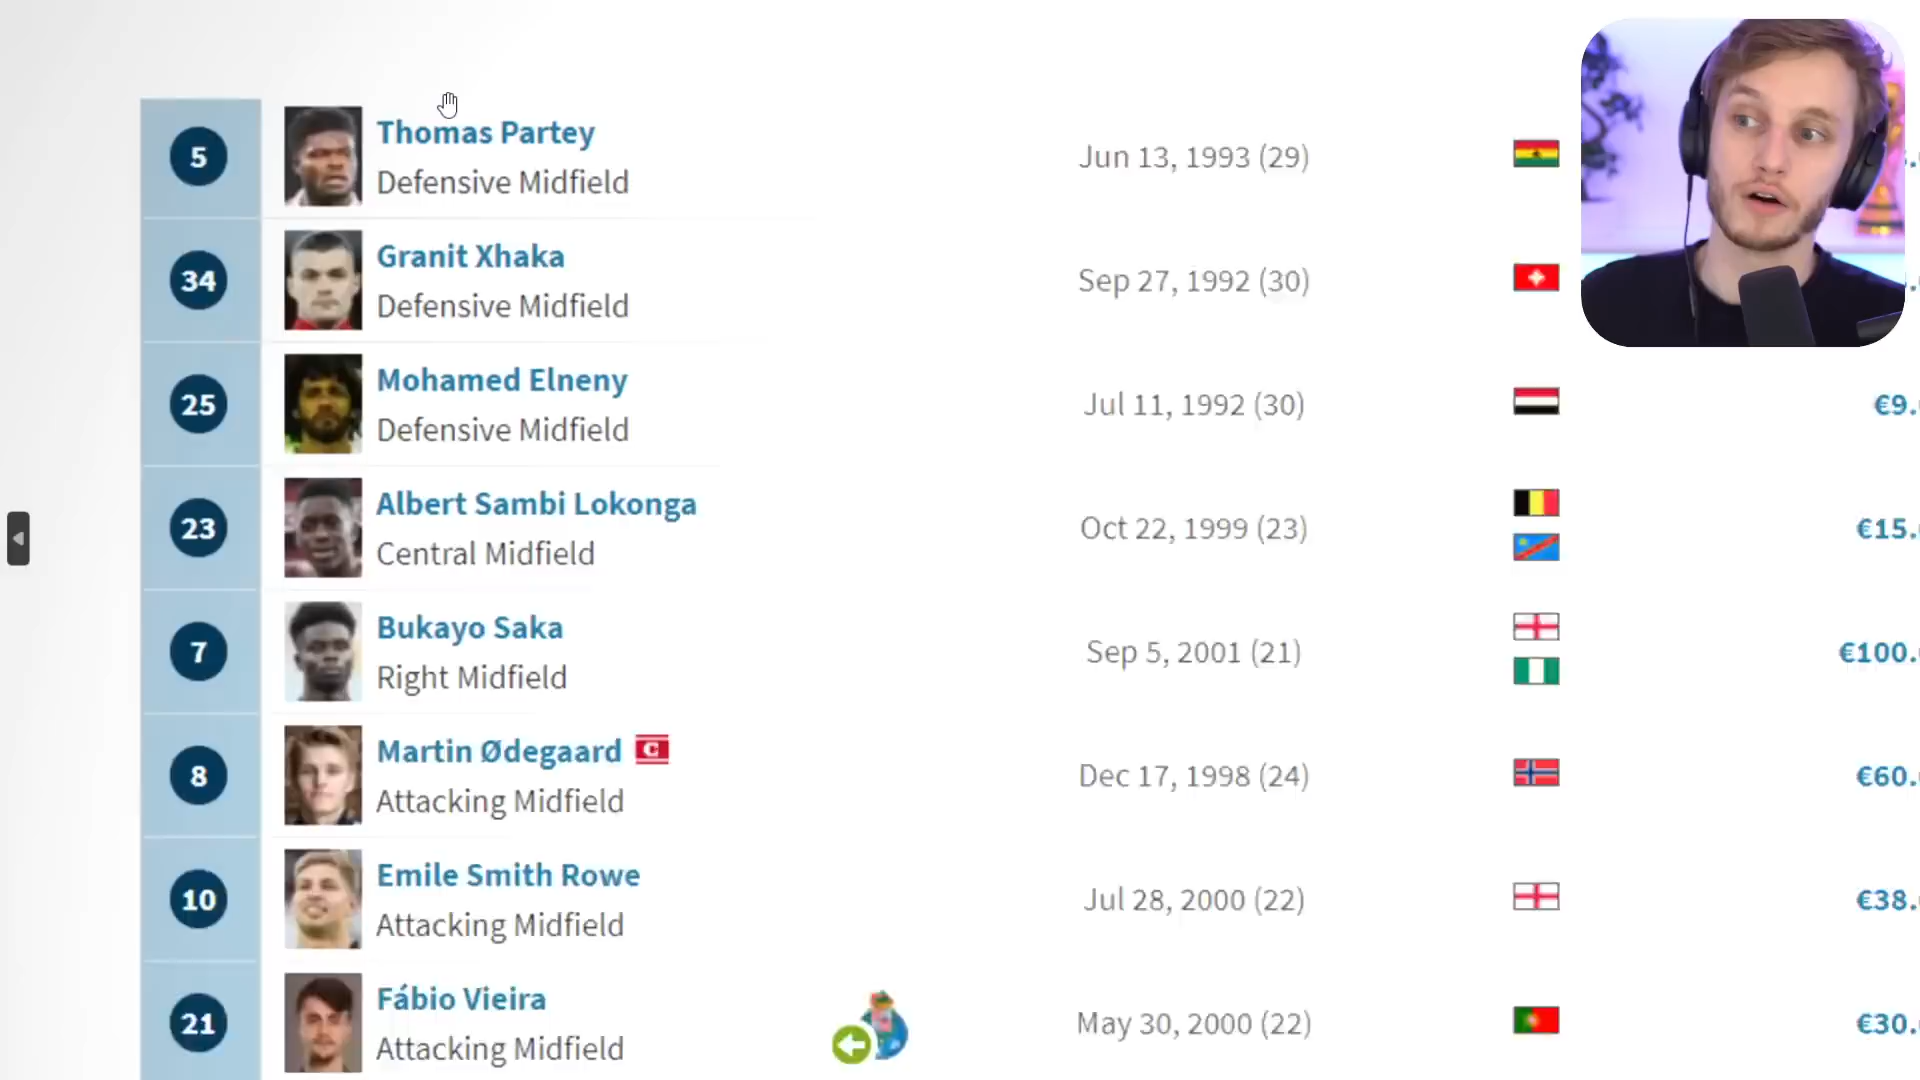 5
Thomas Partey
Defensive Midfield
Jun 13, 1993 (29)
34
Granit Xhaka
Defensive Midfield
Sep 27, 1992 (30)
25
Mohamed Elneny
Defensive Midfield
Jul 11, 1992 (30)
€9.
23
Albert Sambi Lokonga
Central Midfield
Oct 22, 1999 (23)
€15.
7
Bukayo Saka
Right Midfield
Sep 5, 2001 (21)
€100.
8
Martin Ødegaard C
Attacking Midfield
Dec 17, 1998 (24)
€60.
10
Emile Smith Rowe
Attacking Midfield
Jul 28, 2000 (22)
€38.
21
Fábio Vieira
Attacking Midfield
May 30, 2000 (22)
€30.